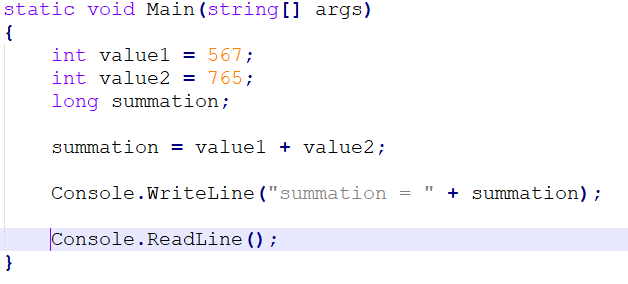 static void Main(string[] args)
{
int value1 = 567;
int value2 = 765;
long summation;
summation = value1 + value2;
Console.WriteLine("summation = " + summation);
Console.ReadLine();
}